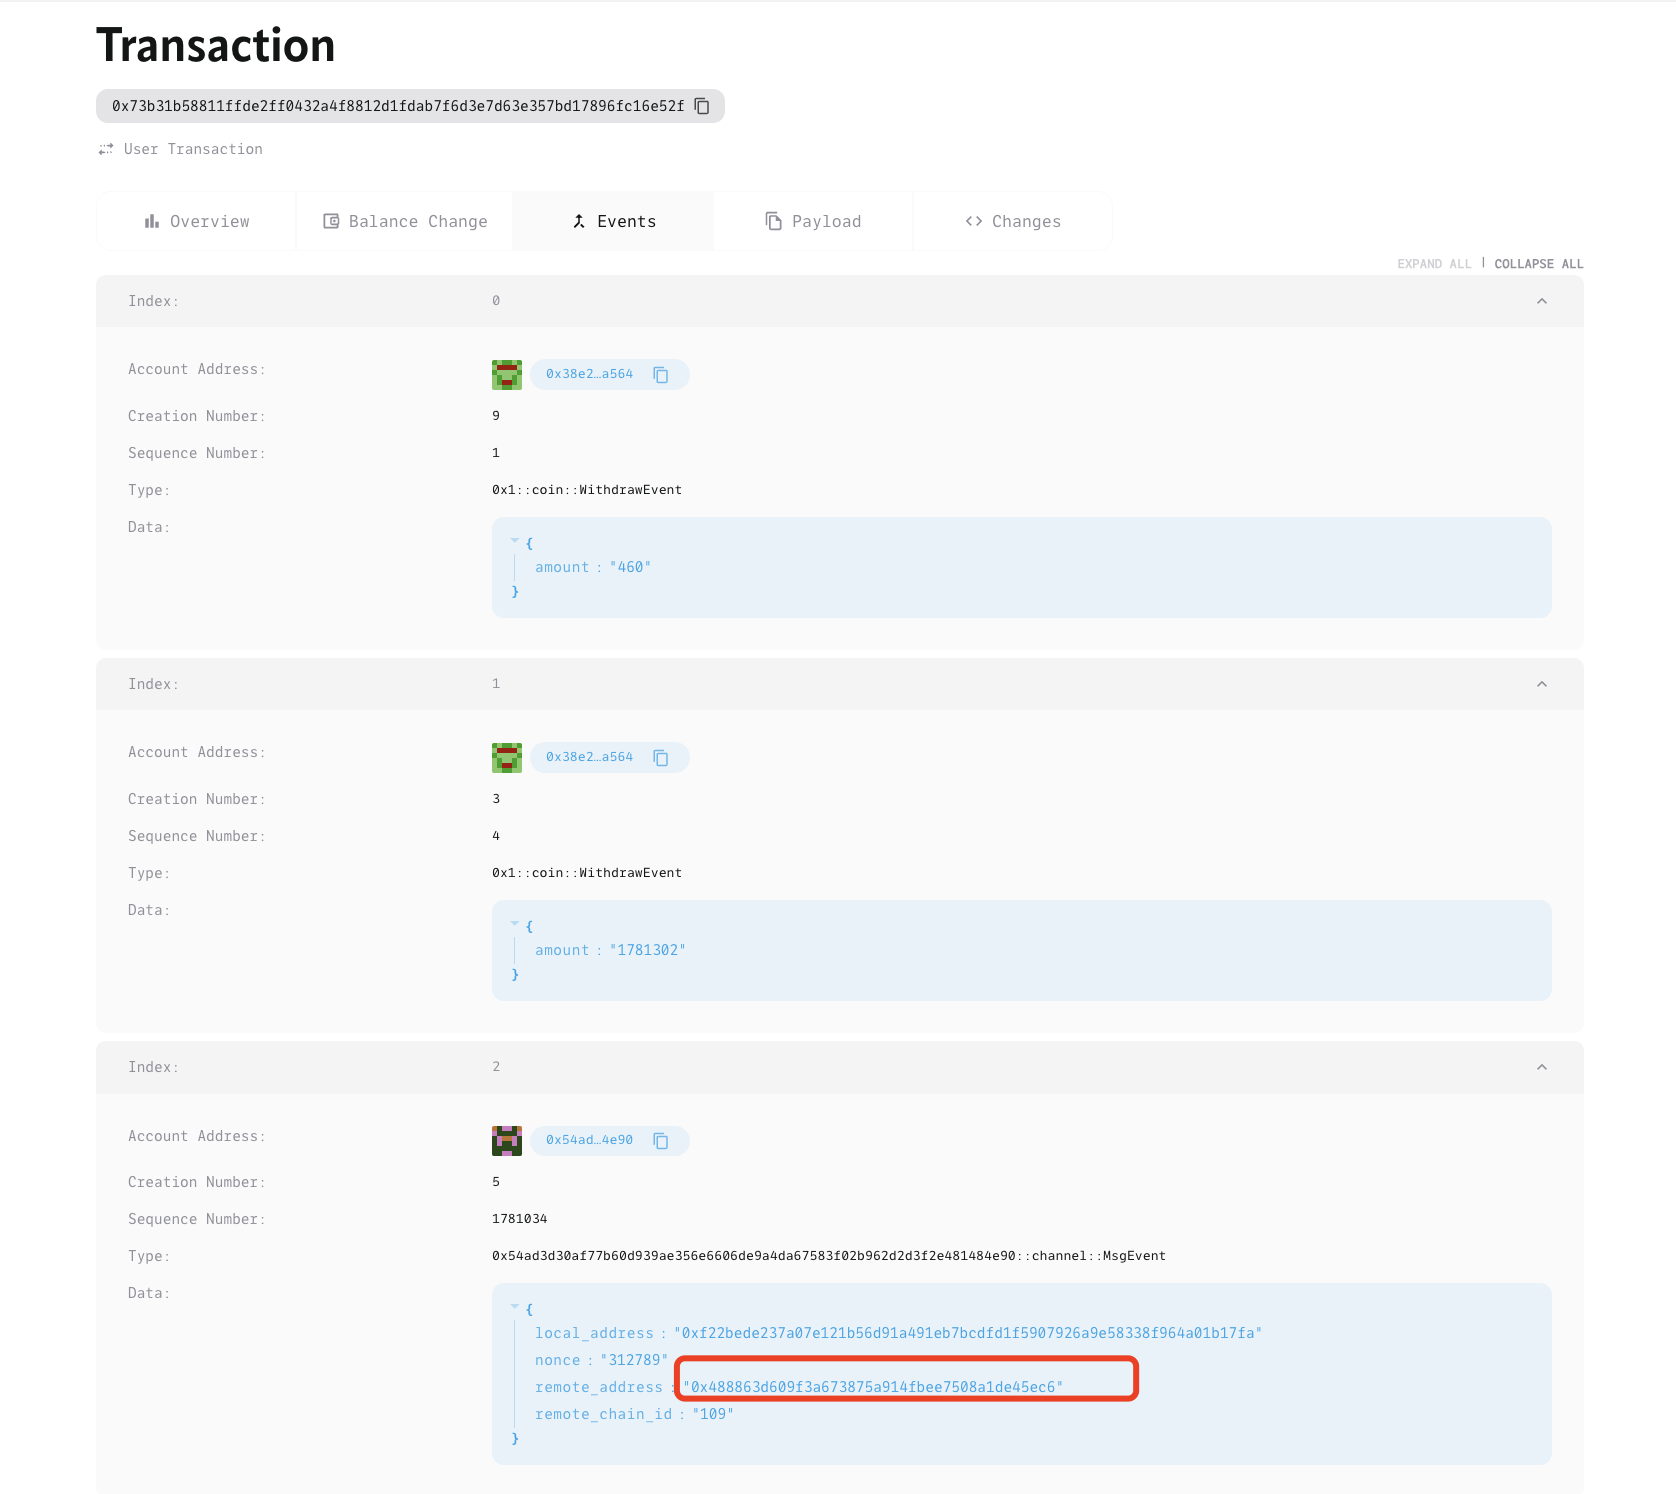 Transaction
0x73b31b58811ffde2ff0432a4f8812d1fdab7f6d3e7d63e357bd17896fc16e52f
User Transaction
Overview Balance Change Events Payload Changes
EXPAND ALL | COLLAPSE ALL
Index: 0
Account Address: 0x38e2…a564
Creation Number: 9
Sequence Number: 1
Type: 0x1::coin::WithdrawEvent
Data:
{
amount : "460"
}
Index: 1
Account Address: 0x38e2…a564
Creation Number: 3
Sequence Number: 4
Type: 0x1::coin::WithdrawEvent
Data:
{
amount : "1781302"
}
Index: 2
Account Address: 0x54ad…4e90
Creation Number: 5
Sequence Number: 1781034
Type: 0x54ad3d30af77b60d939ae356e6606de9a4da67583f02b962d2d3f2e481484e90::channel::MsgEvent
Data:
{
local_address : "0xf22bede237a07e121b56d91a491eb7bcdfd1f5907926a9e58338f964a01b17fa"
nonce : "312789"
remote_address : "0x488863d609f3a673875a914fbee7508a1de45ec6"
remote_chain_id : "109"
}